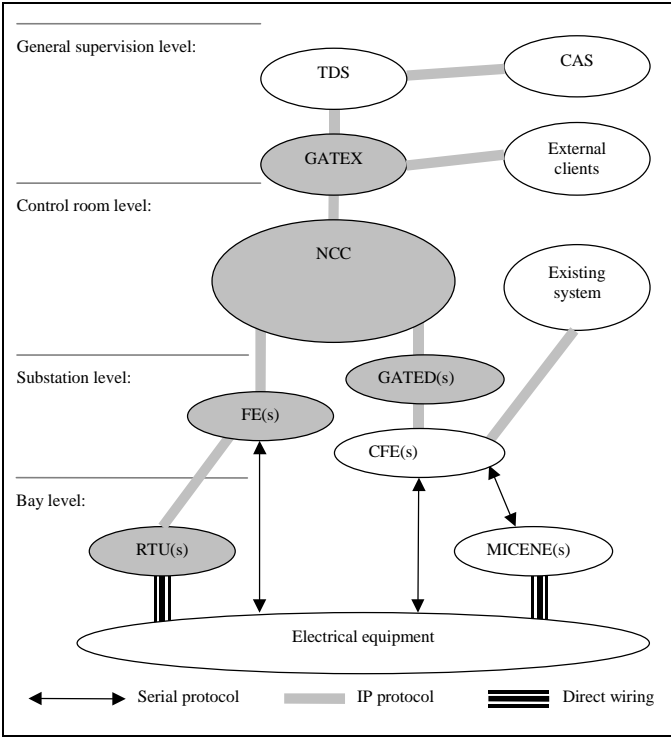 General supervision level:
TDS
CAS
GATEX
External
clients
Control room level:
NCC
Existing
system
Substation level:
GATED(s)
FE(s)
CFE(s)
Bay level:
RTU(s)
MICENE(s)
Electrical equipment
Serial protocol
IP protocol
Direct wiring